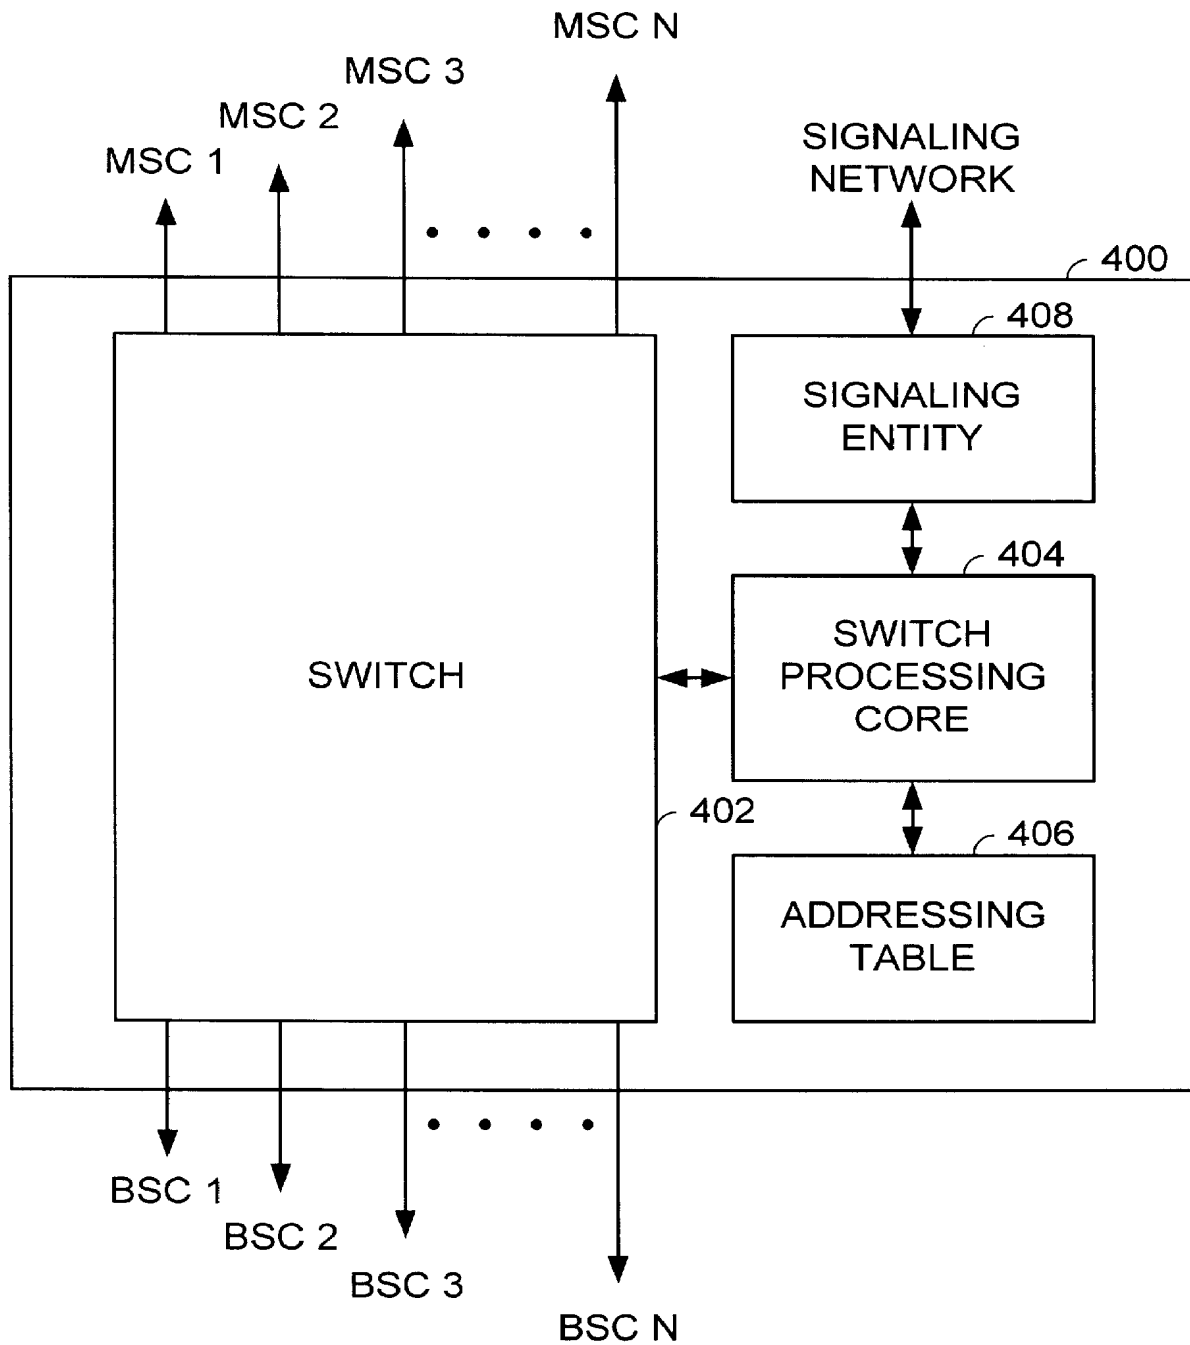 MSC N
MSC 3
MSC 2
MSC 1
SIGNALING
NETWORK
400
408
SIGNALING
ENTITY
404
SWITCH
PROCESSING
CORE
SWITCH
402
406
ADDRESSING
TABLE
BSC 1
BSC 2
BSC 3
BSC N